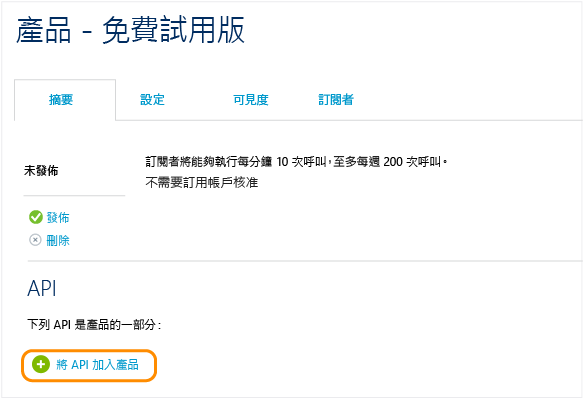 產品 - 免費試用版
摘要 設定 可見度 訂閱者
訂閱者將能夠執行每分鐘 10 次呼叫，至多每週 200 次呼叫。
未發佈
不需要訂用帳戶核准
發佈
刪除
API
下列 API 是產品的一部分：
將 API 加入產品